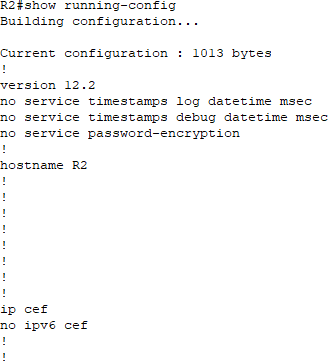 R2#show running-config
Building configuration...
Current configuration : 1013 bytes
!
version 12.2
no service timestamps log datetime msec
no service timestamps debug datetime msec
no service password-encryption
!
hostname R2
!
!
!
!
!
!
!
!
ip cef
no ipv6 cef
!
!